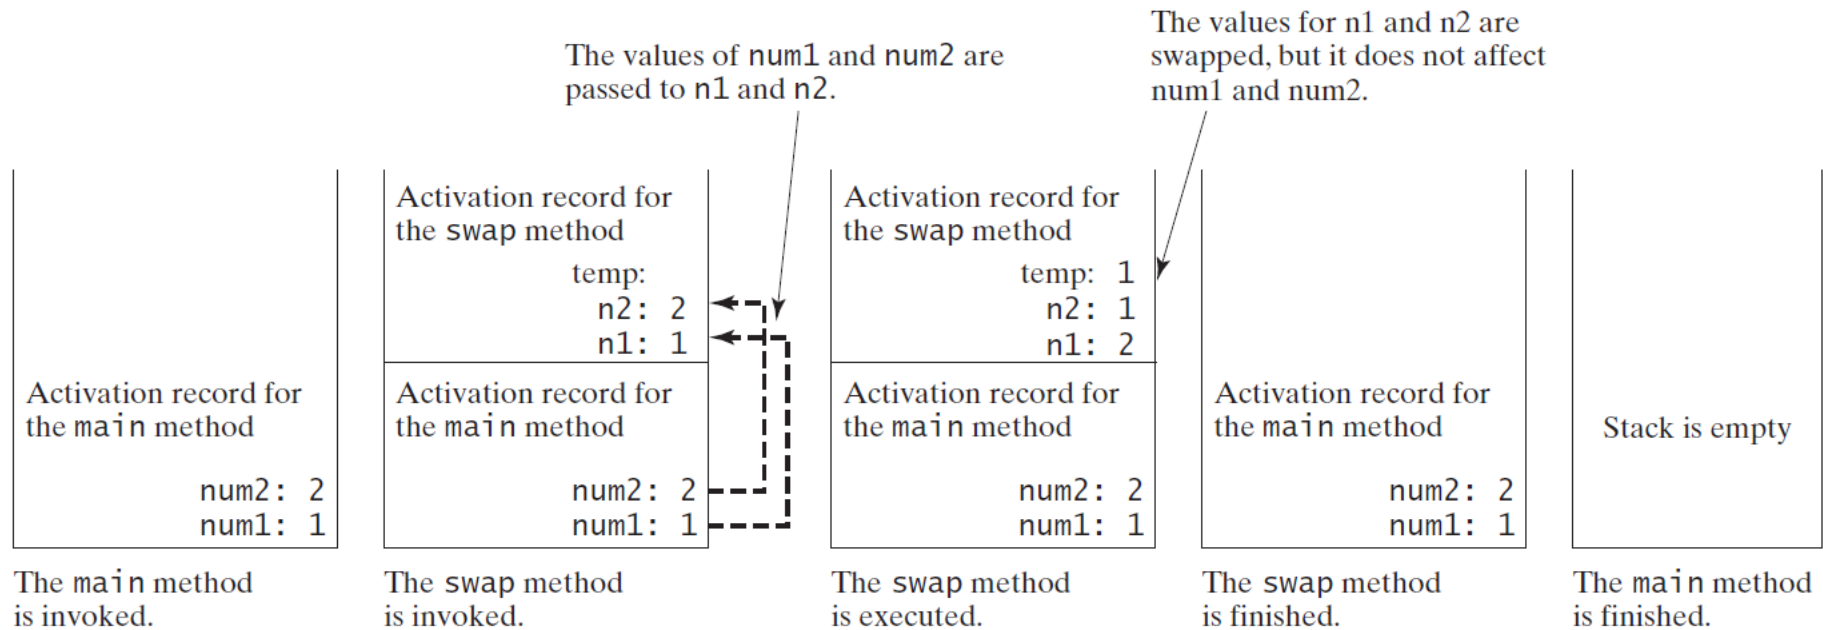 The values of num1 and num2 are
passed to n1 and n2.
The values for n1 and n2 are
swapped, but it does not affect
num1 and num2.
Activation record for
the main method
num2: 2
num1: 1
The main method
is invoked.
Activation record for
the swap method
temp:
n2: 2
n1: 1
Activation record for
the main method
num2: 2
num1: 1
The swap method
is invoked.
Activation record for
the swap method
temp: 1
n2: 1
n1: 2
Activation record for
the main method
num2: 2
num1: 1
The swap method
is executed.
Activation record for
the main method
num2: 2
num1: 1
The swap method
is finished.
Stack is empty
The main method
is finished.